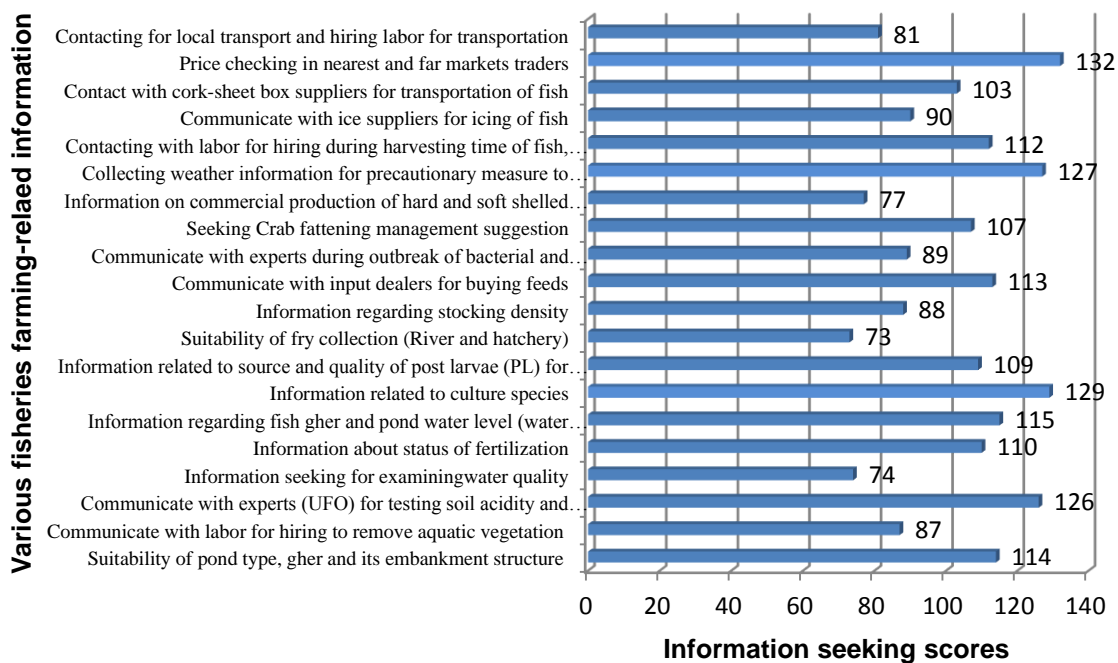 Various fisheries farming-relaed information
Contacting for local transport and hiring labor for transportation 81
Price checking in nearest and far markets traders 132
Contact with cork-sheet box suppliers for transportation of fish 103
Communicate with ice suppliers for icing of fish 90
Contacting with labor for hiring during harvesting time of fish,… 112
Collecting weather information for precautionary measure to… 127
Information on commercial production of hard and soft shelled… 77
Seeking Crab fattening management suggestion 107
Communicate with experts during outbreak of bacterial and… 89
Communicate with input dealers for buying feeds 113
Information regarding stocking density 88
Suitability of fry collection (River and hatchery) 73
Information related to source and quality of post larvae (PL) for… 109
Information related to culture species 129
Information regarding fish gher and pond water level (water… 115
Information about status of fertilization 110
Information seeking for examiningwater quality 74
Communicate with experts (UFO) for testing soil acidity and… 126
Communicate with labor for hiring to remove aquatic vegetation 87
Suitability of pond type, gher and its embankment structure 114
0 20 40 60 80 100 120 140
Information seeking scores